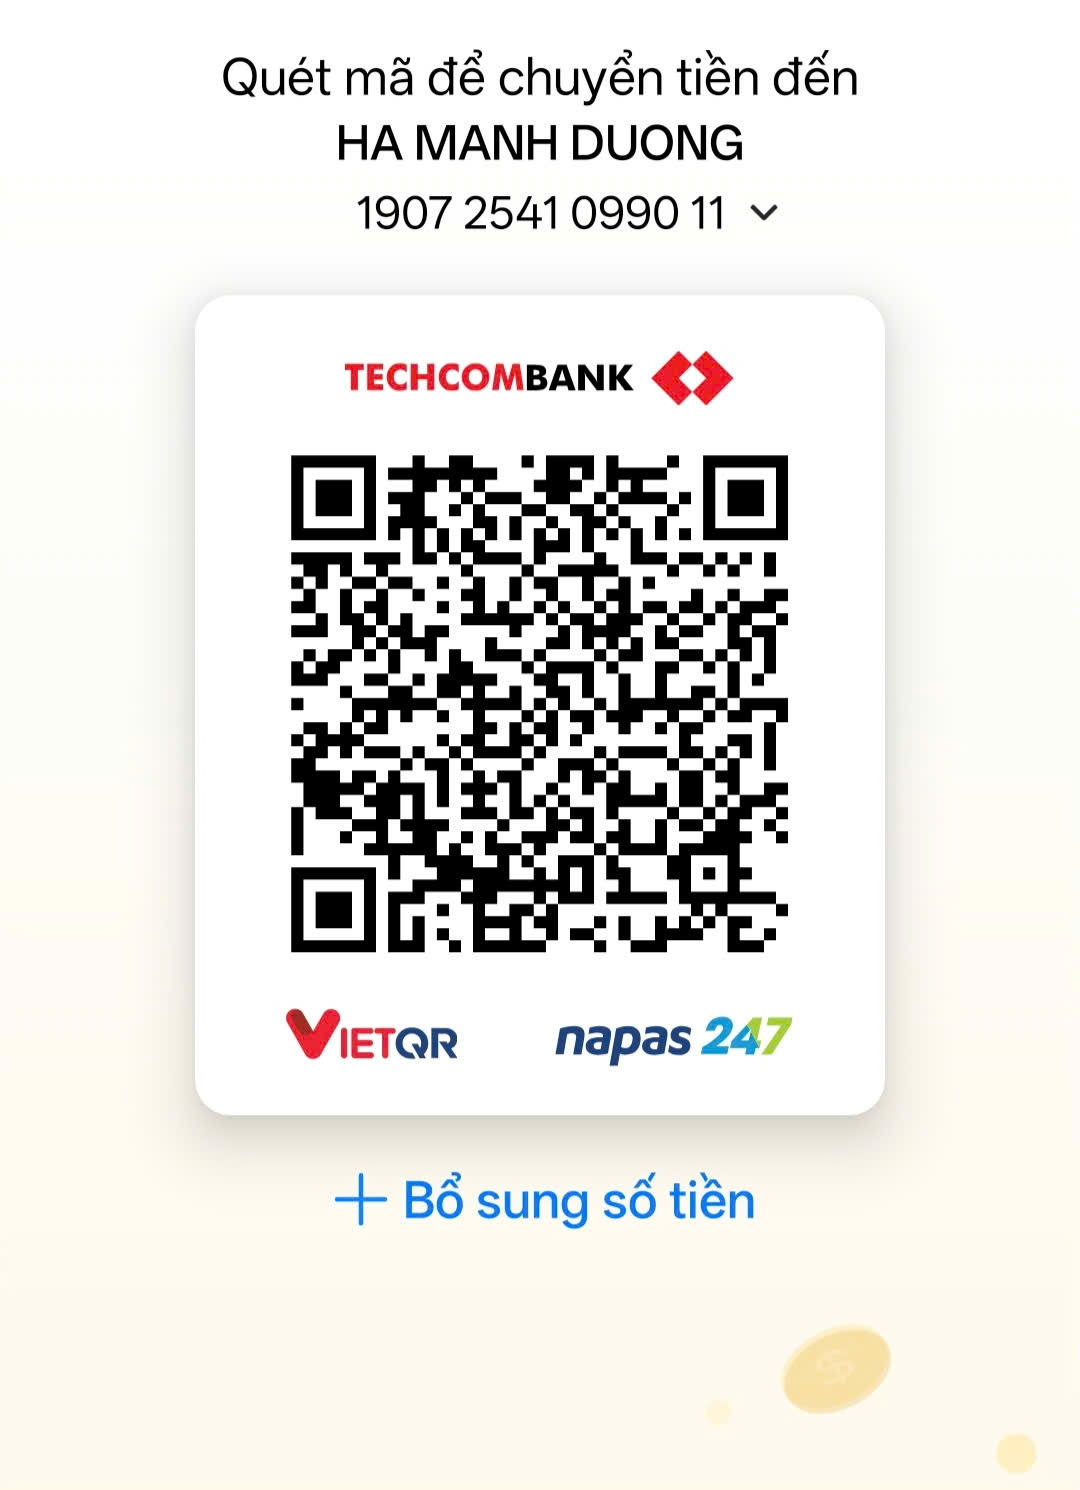 Quét mã để chuyển tiền đến
HA MANH DUONG
1907 2541 0990 11
TECHCOMBANK
VIETQR
napas 247
Bổ sung số tiền